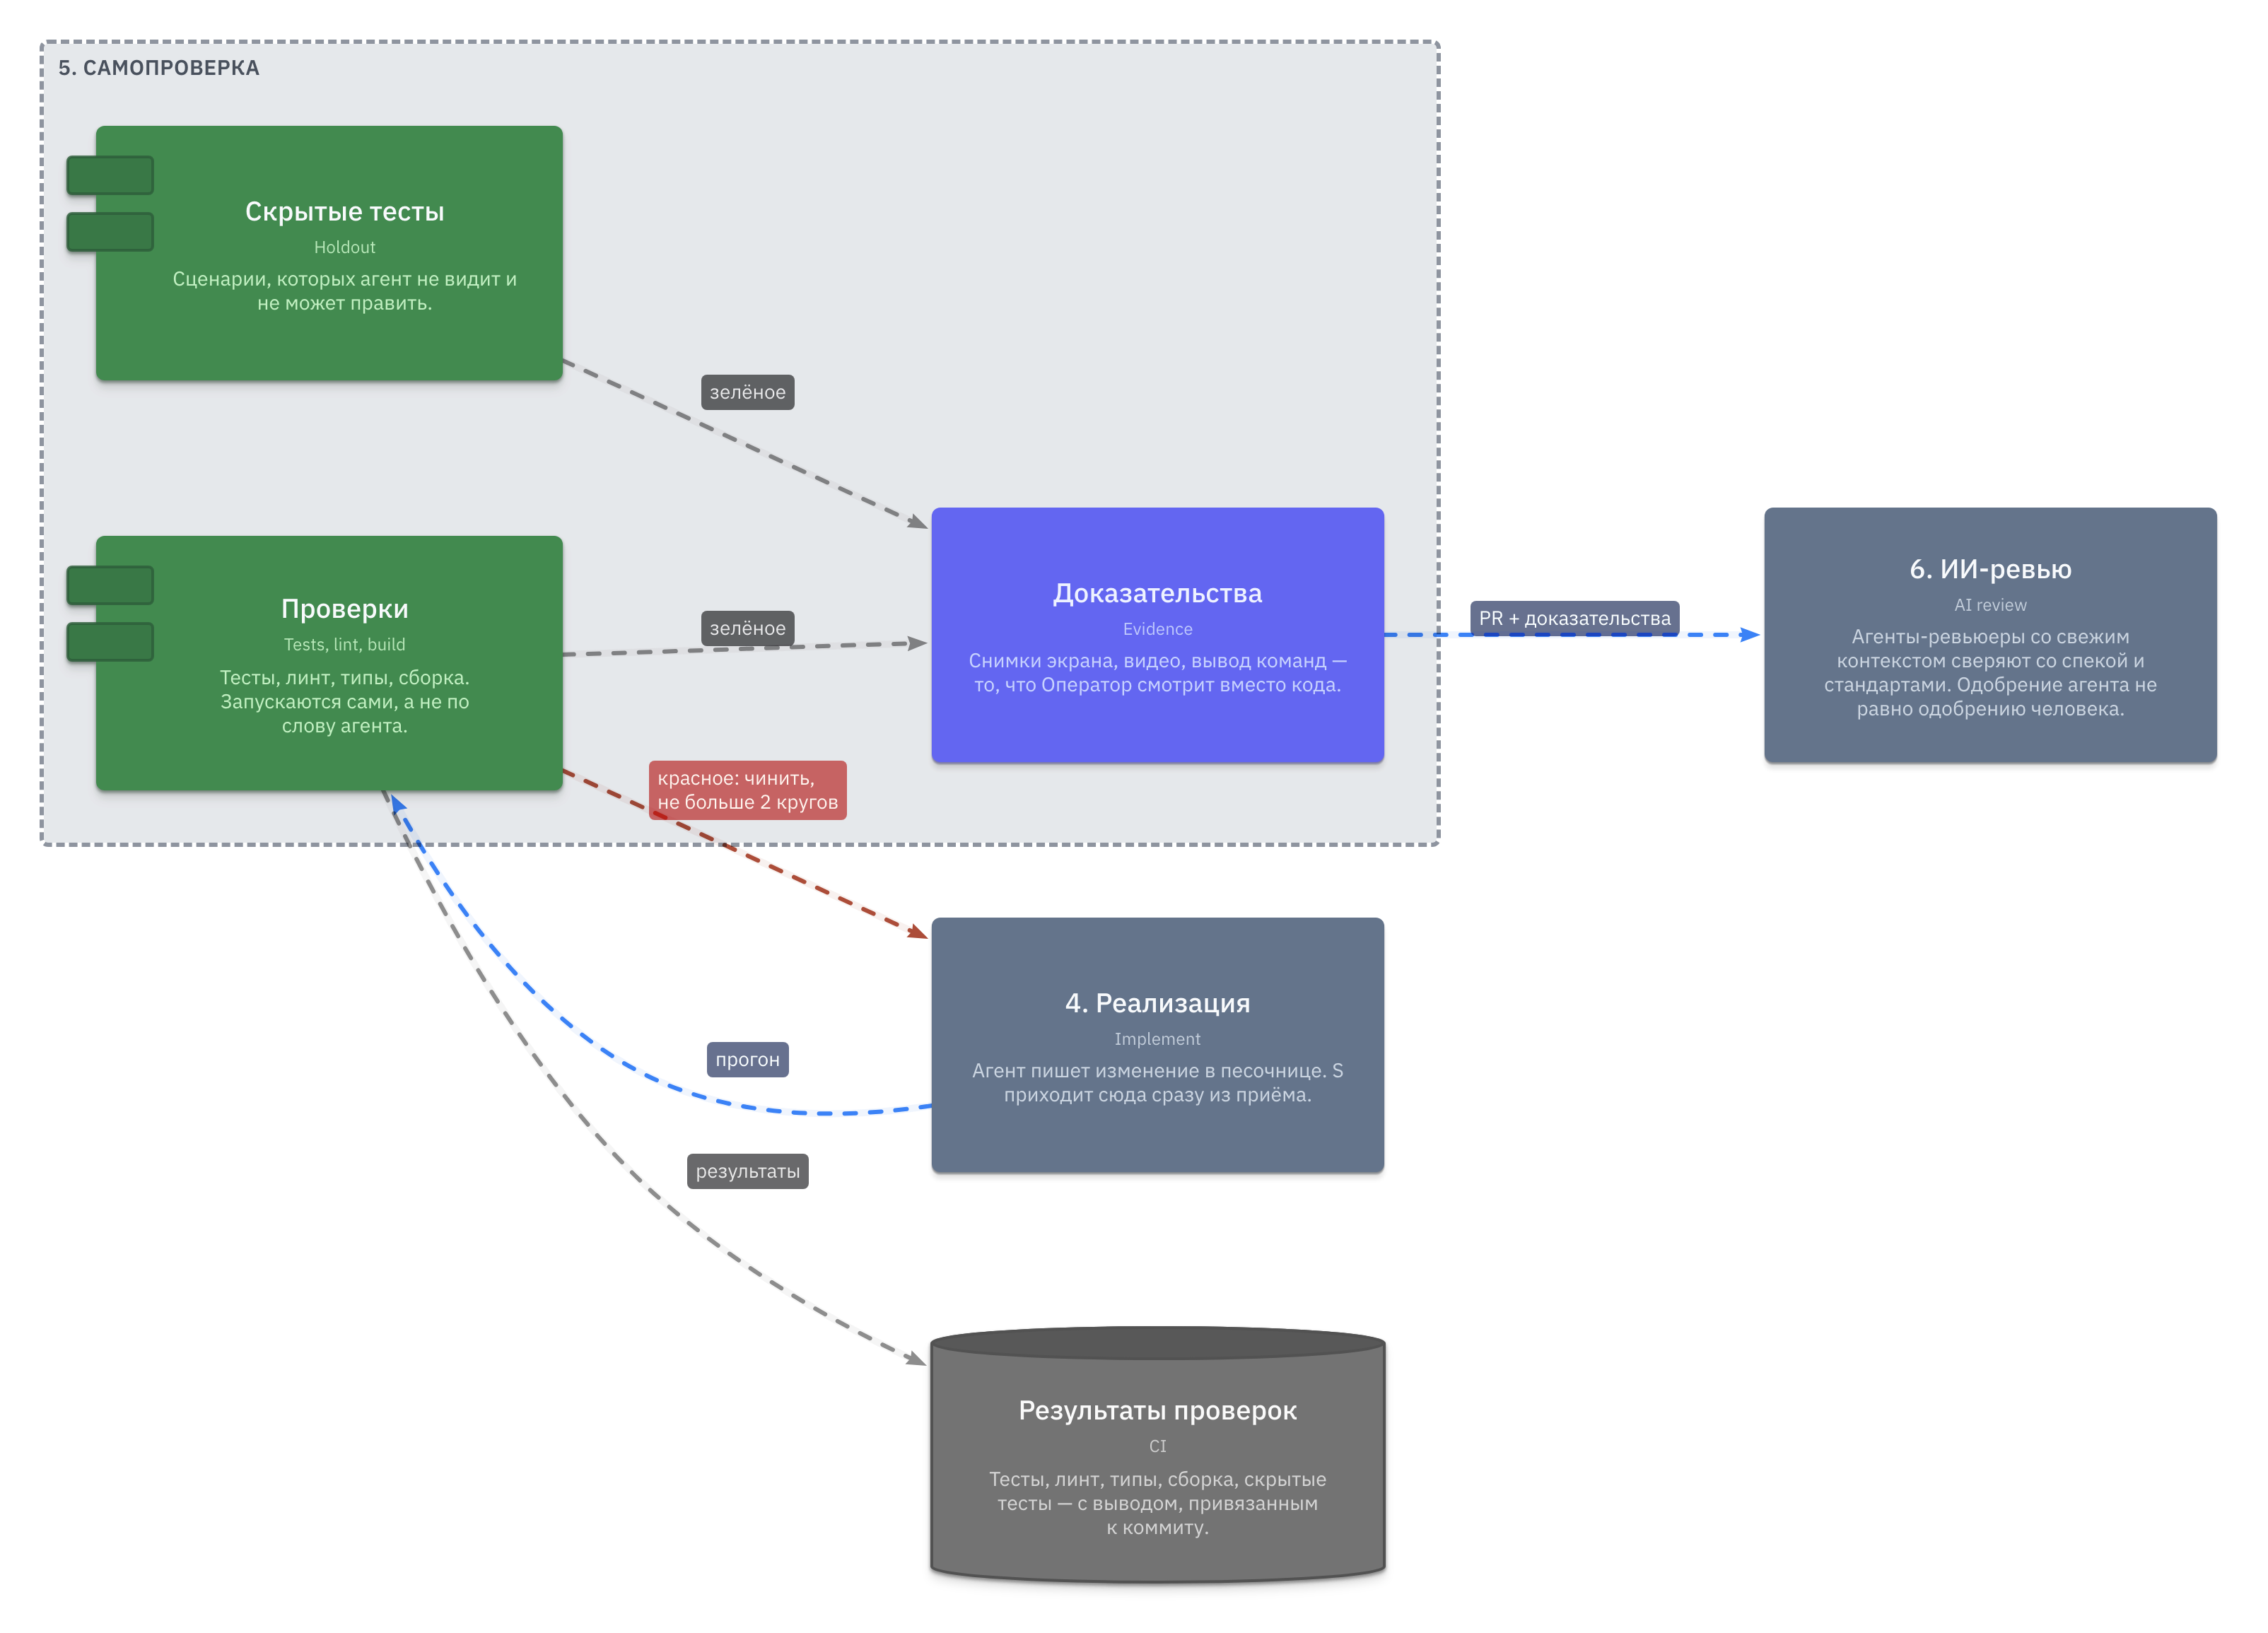 5. САМОПРОВЕРКА
Скрытые тесты
Holdout
Сценарии, которых агент не видит и
не может править.
зелёное
Проверки
Tests, lint, build
Тесты, линт, типы, сборка.
Запускаются сами, а не по
слову агента.
зелёное
Доказательства
Evidence
Снимки экрана, видео, вывод команд —
то, что Оператор смотрит вместо кода.
PR + доказательства
6. ИИ-ревью
AI review
Агенты-ревьюеры со свежим
контекстом сверяют со спекой и
стандартами. Одобрение агента не
равно одобрению человека.
красное: чинить,
не больше 2 кругов
4. Реализация
Implement
Агент пишет изменение в песочнице. S
приходит сюда сразу из приёма.
прогон
результаты
Результаты проверок
CI
Тесты, линт, типы, сборка, скрытые
тесты — с выводом, привязанным
к коммиту.